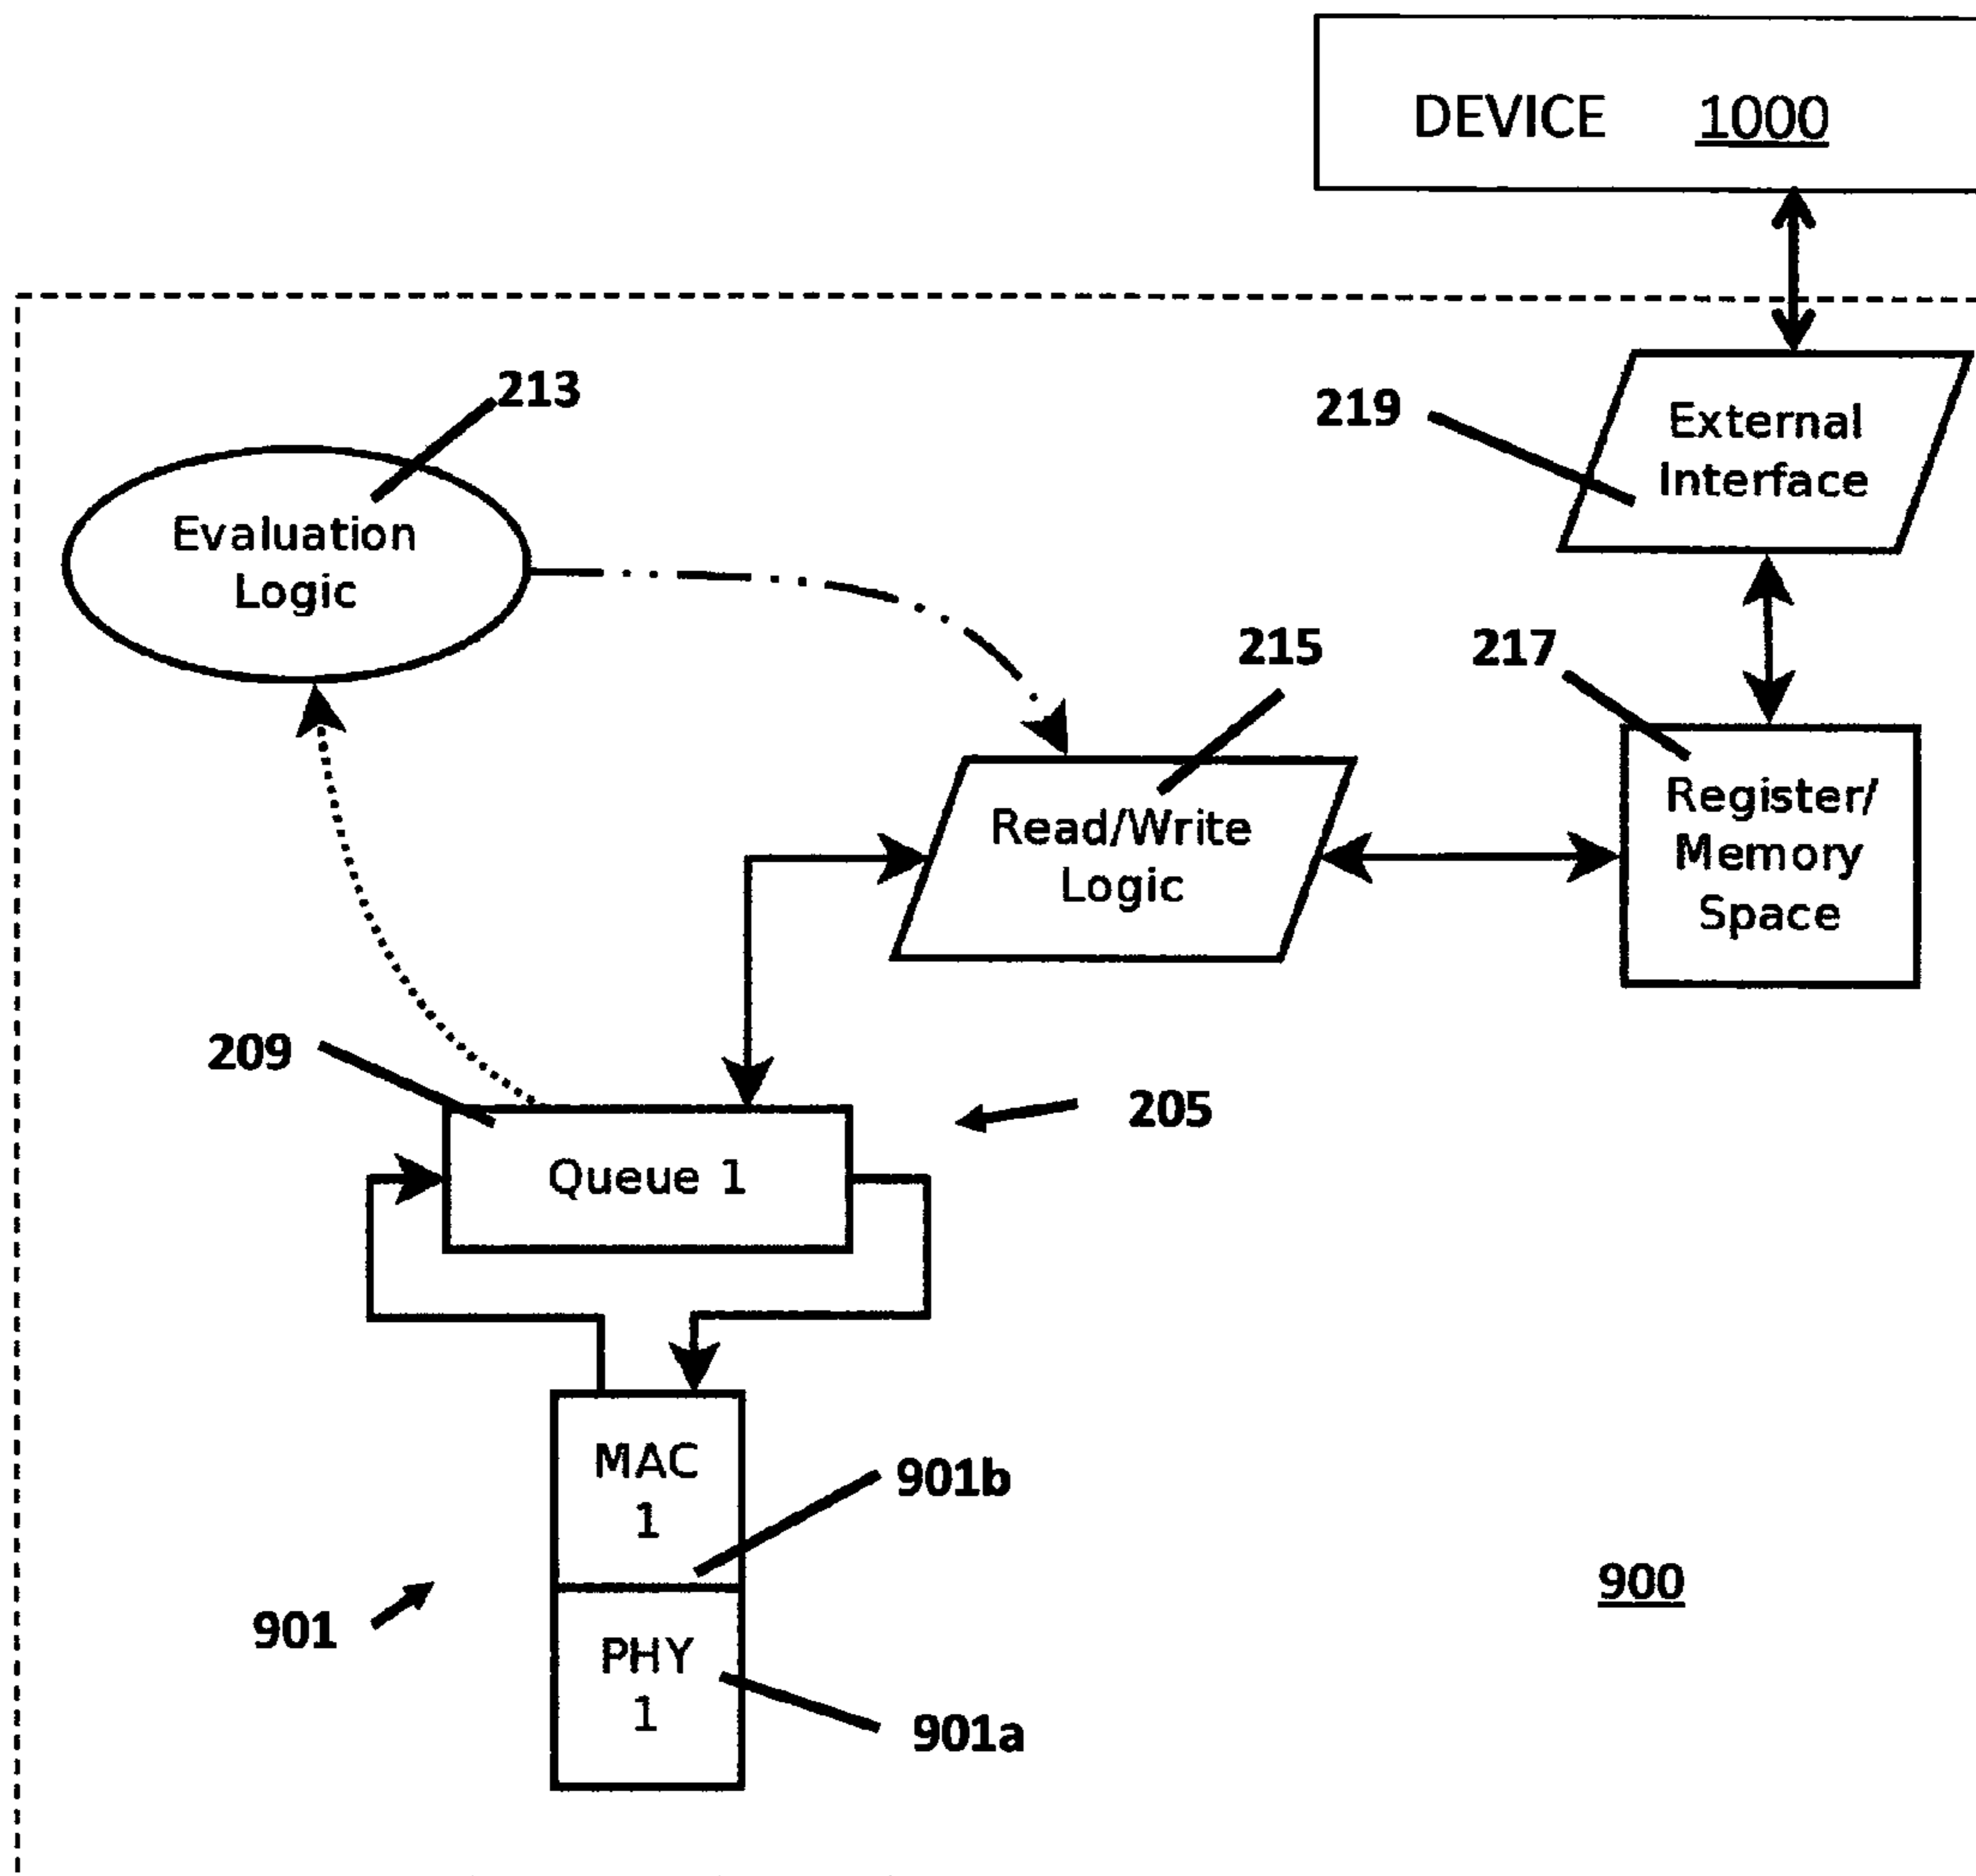 DEVICE 1000
213
219
External
Interface
Evaluation
Logic
215
217
Read/Write
Logic
Register/
Memory
Space
209
205
Queue 1
MAC
1
901b
900
901
PHY
1
901a